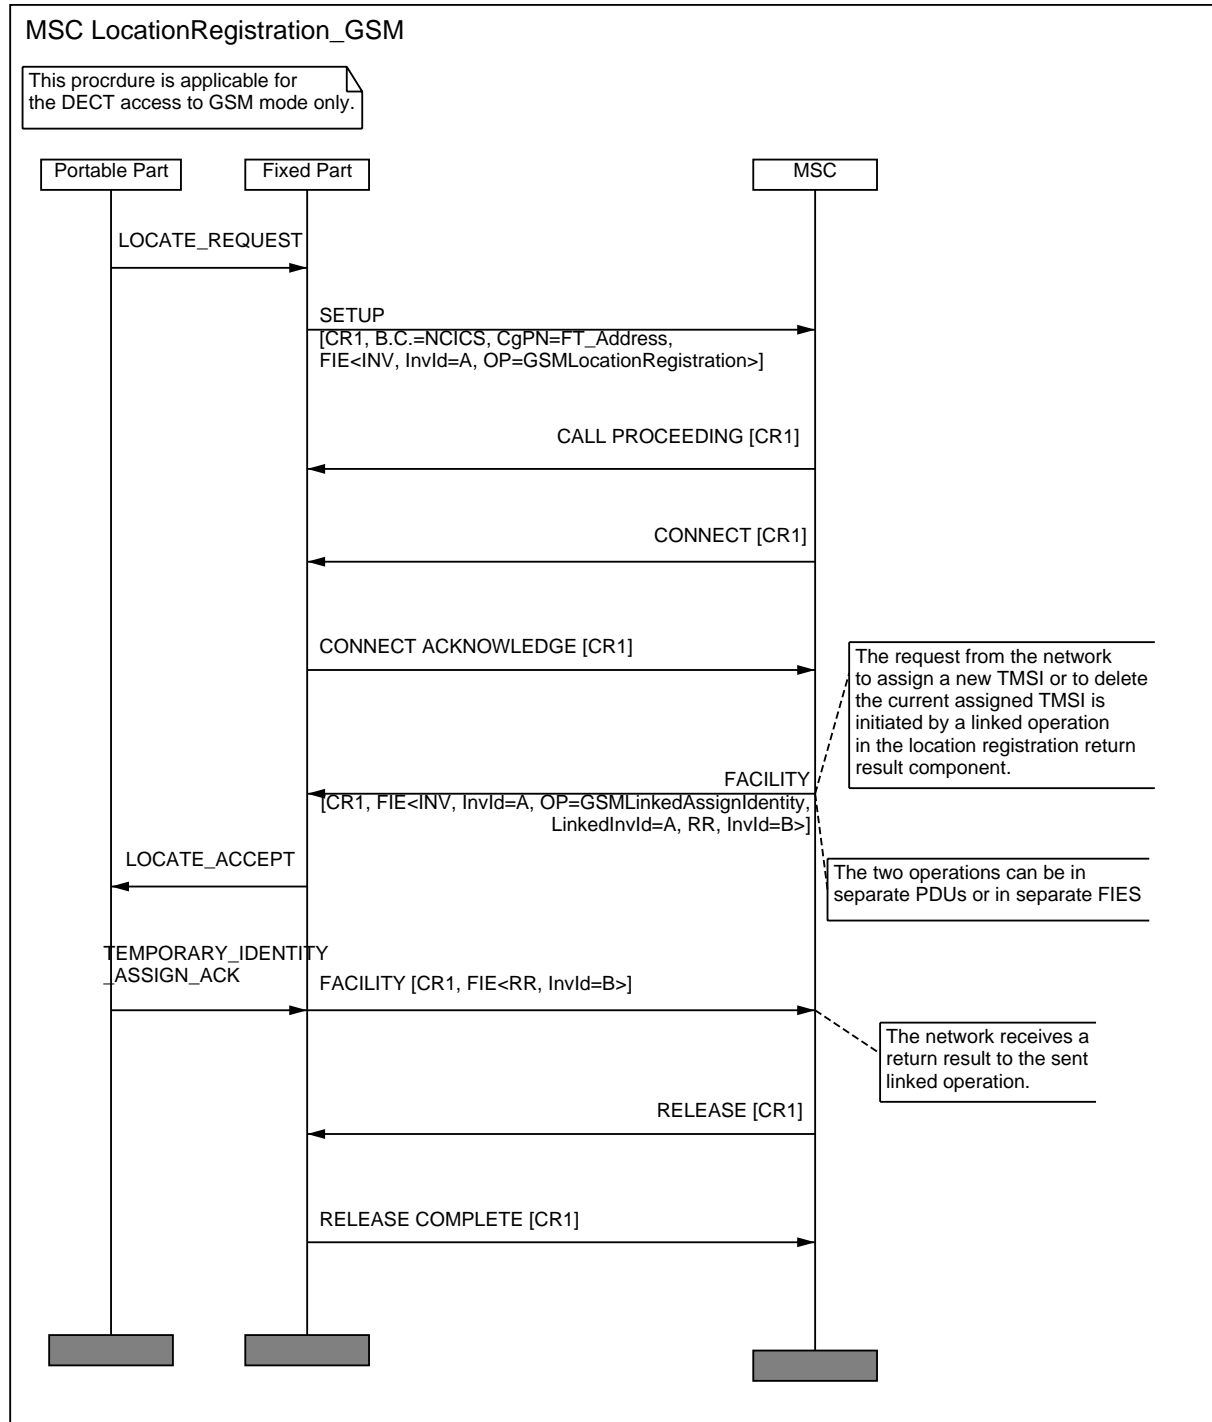 MSC LocationRegistration_GSM
This procrdure is applicable for
the DECT access to GSM mode only.
Portable Part
Fixed Part
MSC
LOCATE_REQUEST
SETUP
[CR1, B.C.=NCICS, CgPN=FT_Address,
FIE<INV, InvId=A, OP=GSMLocationRegistration>]
CALL PROCEEDING [CR1]
CONNECT [CR1]
CONNECT ACKNOWLEDGE [CR1]
The request from the network
to assign a new TMSI or to delete
the current assigned TMSI is
initiated by a linked operation
in the location registration return
result component.
FACILITY
[CR1, FIE<INV, InvId=A, OP=GSMLinkedAssignIdentity,
LinkedInvId=A, RR, InvId=B>]
LOCATE_ACCEPT
The two operations can be in
separate PDUs or in separate FIES
TEMPORARY_IDENTITY
_ASSIGN_ACK
FACILITY [CR1, FIE<RR, InvId=B>]
The network receives a
return result to the sent
linked operation.
RELEASE [CR1]
RELEASE COMPLETE [CR1]